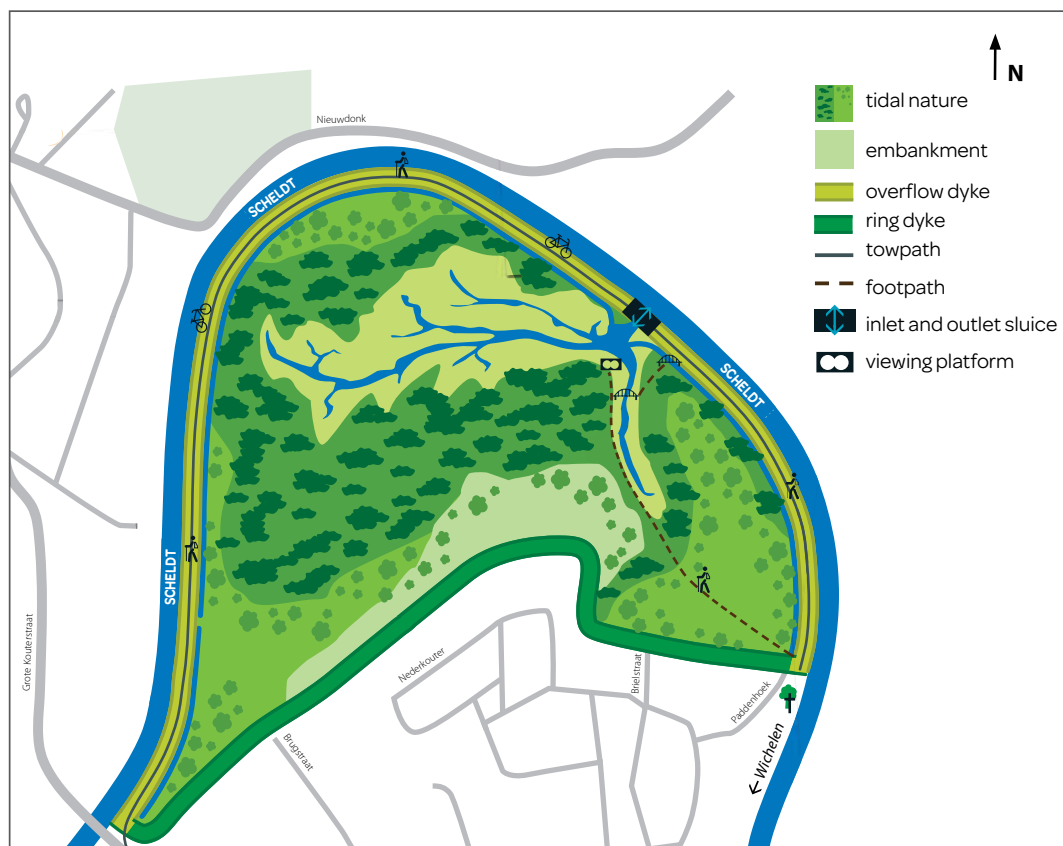 N
tidal nature
embankment
overflow dyke
ring dyke
towpath
footpath
inlet and outlet sluice
viewing platform
Nieuwdonk
SCHELDT
SCHELDT
SCHELDT
Grote Kouterstraat
Nederkouter
Brielstraat
Paddenhoek
Brugstraat
Wichelen